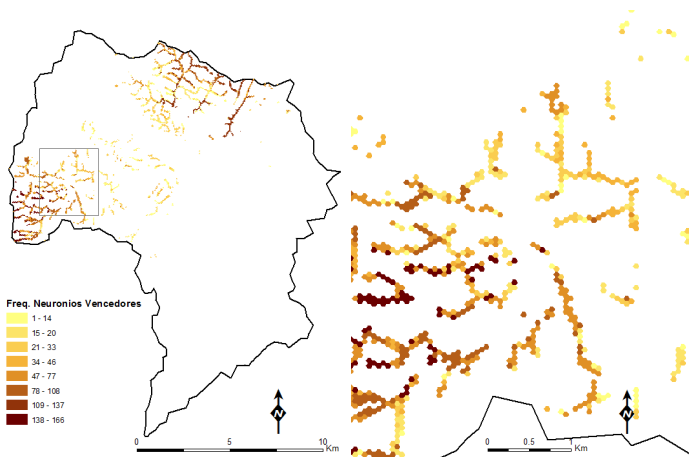 Freq. Neuronios Vencedores
1 - 14
15 - 20
21 - 33
34 - 46
47 - 77
78 - 108
109 - 137
138 - 166
N
0 5 10
Km
N
0 0.5 1
Km